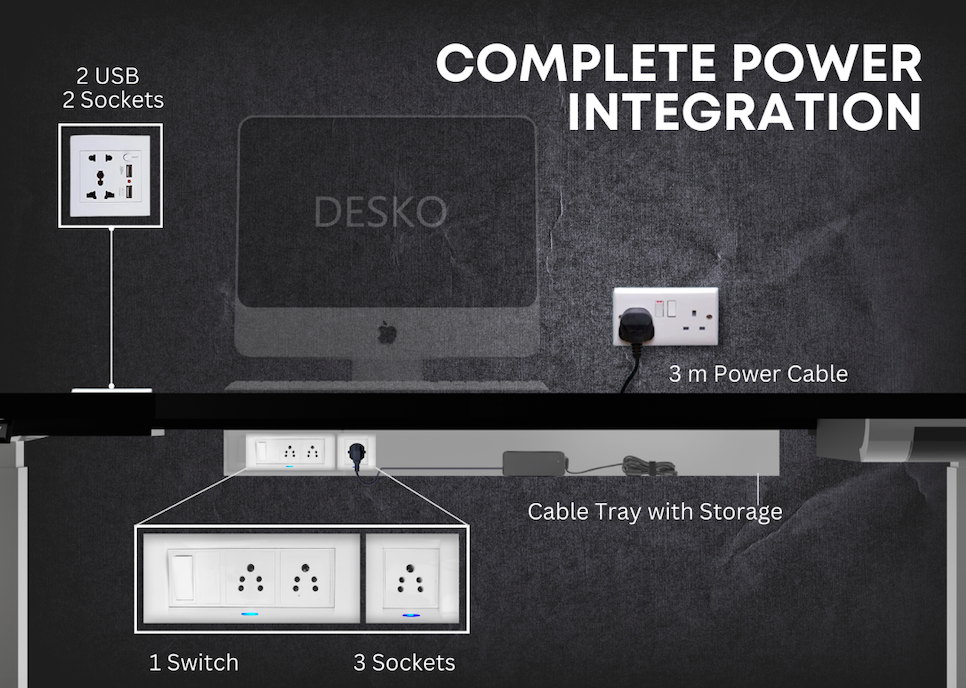 COMPLETE POWER
INTEGRATION
2 USB
2 Sockets
DESKO
3 m Power Cable
Cable Tray with Storage
1 Switch
3 Sockets